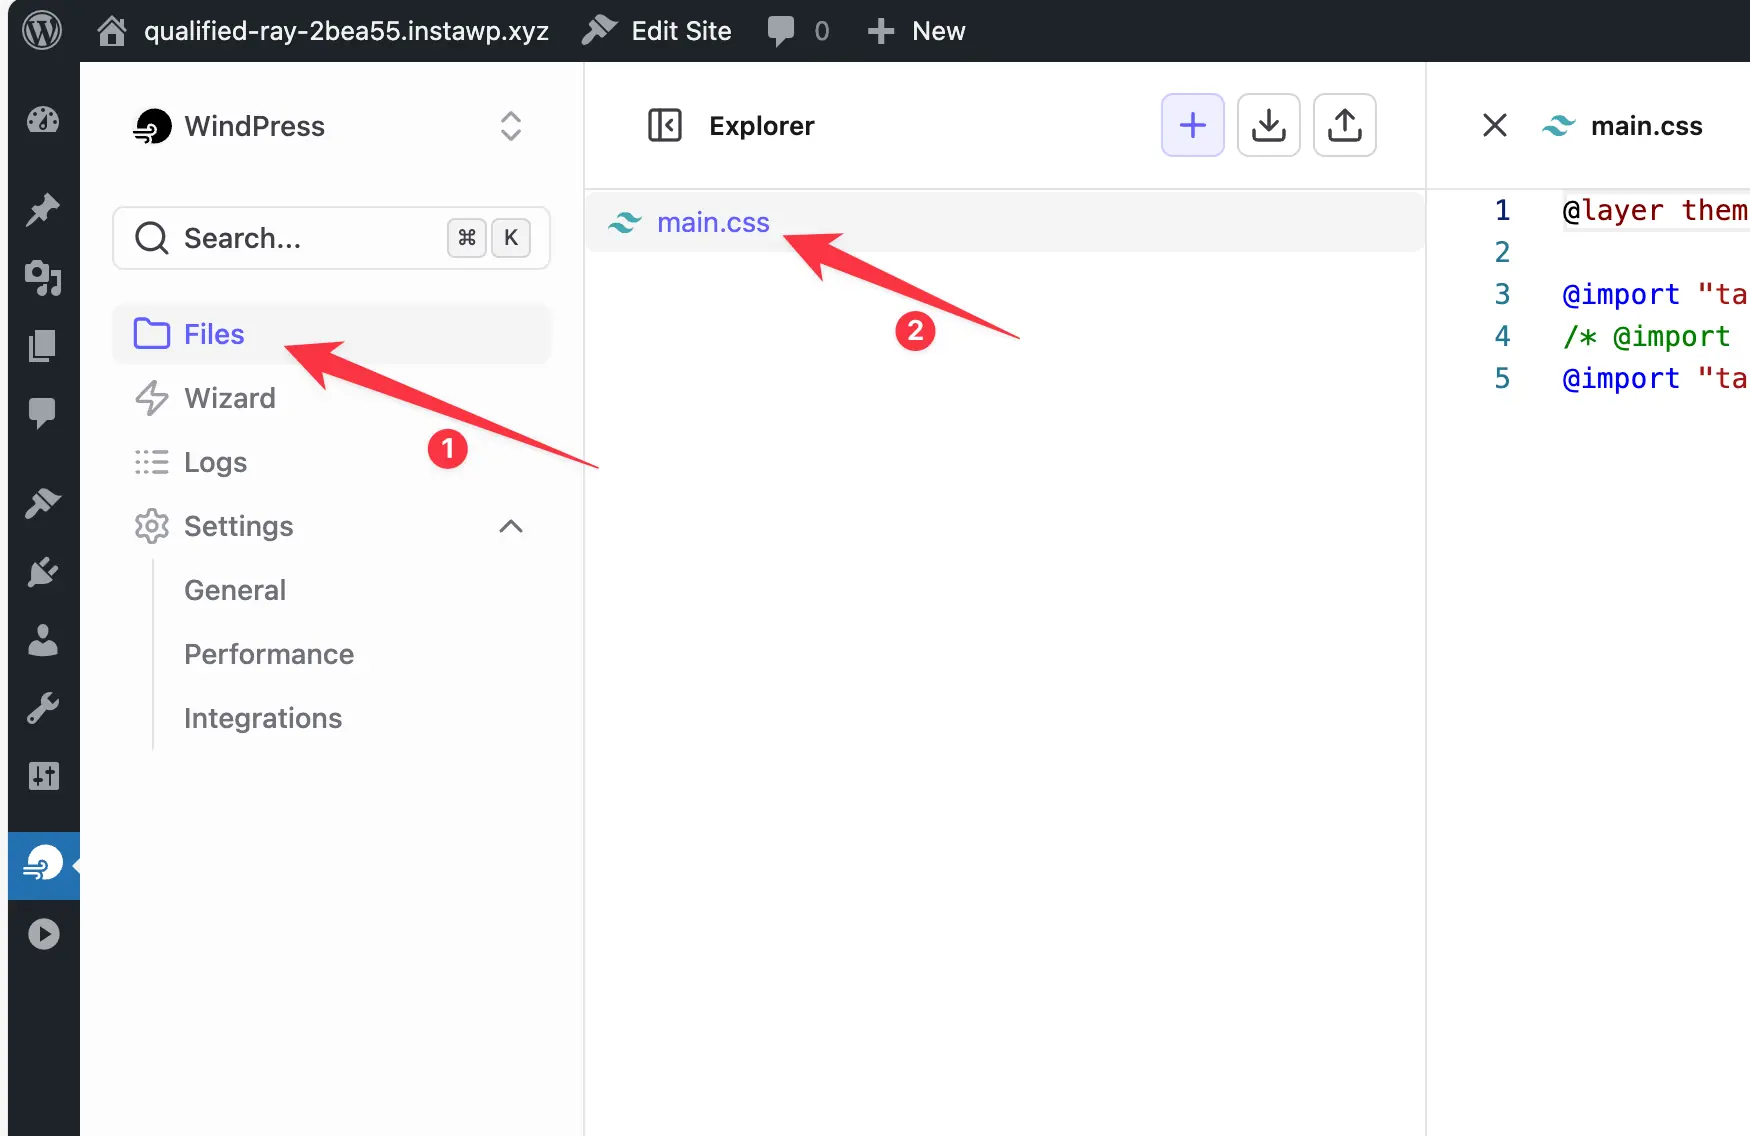 qualified-ray-2bea55.instawp.xyz Edit Site 0 New
WindPress
Search... ⌘ K
Files
1
Wizard
Logs
Settings
General
Performance
Integrations
Explorer
main.css
2
main.css
1 @layer them
2
3 @import "ta
4 /* @import
5 @import "ta